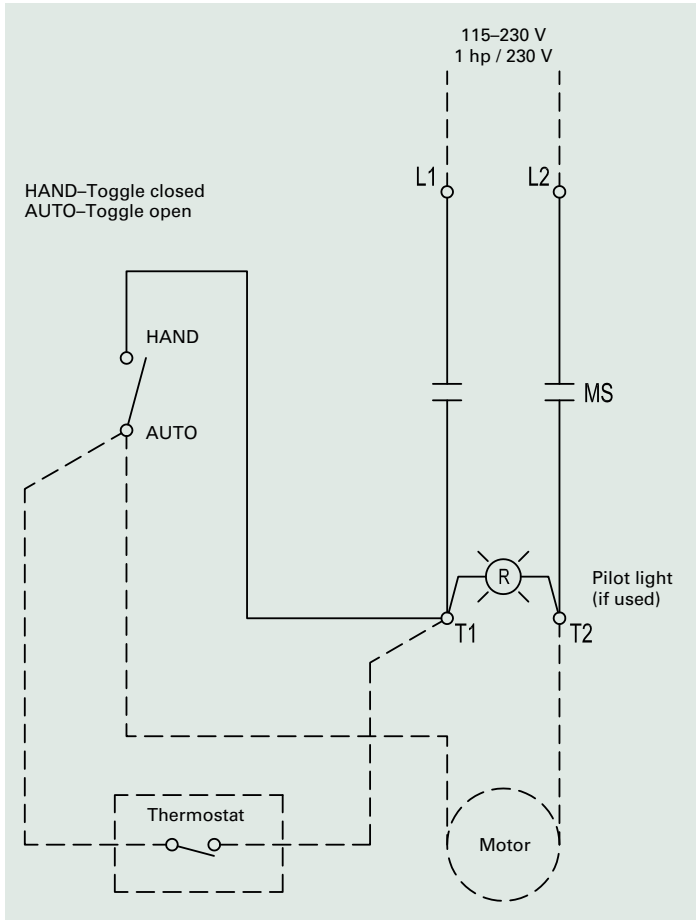 115–230 V
1 hp / 230 V
L1
L2
HAND–Toggle closed
AUTO–Toggle open
HAND
MS
AUTO
R
Pilot light
(if used)
T1
T2
Thermostat
Motor